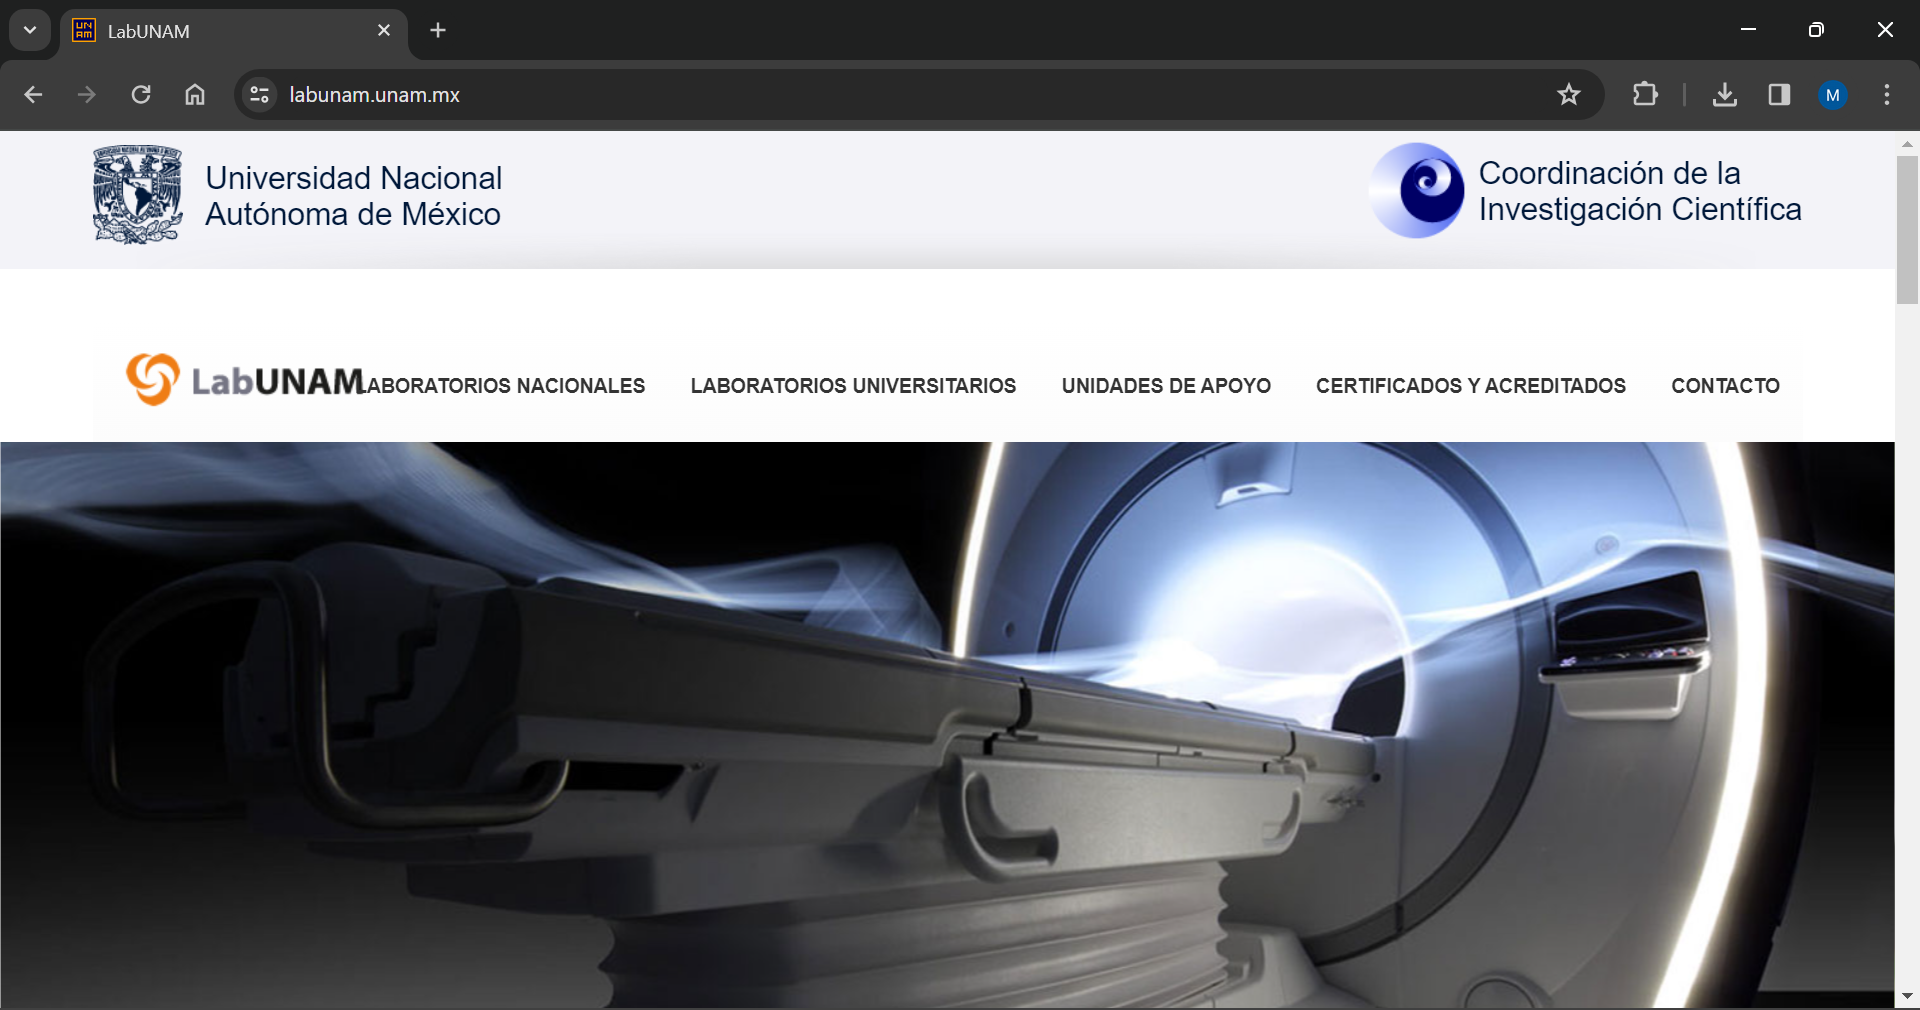 LabUNAM
labunam.unam.mx
M
Universidad Nacional
Autónoma de México
Coordinación de la
Investigación Científica
LabUNAM
LABORATORIOS NACIONALES
LABORATORIOS UNIVERSITARIOS
UNIDADES DE APOYO
CERTIFICADOS Y ACREDITADOS
CONTACTO